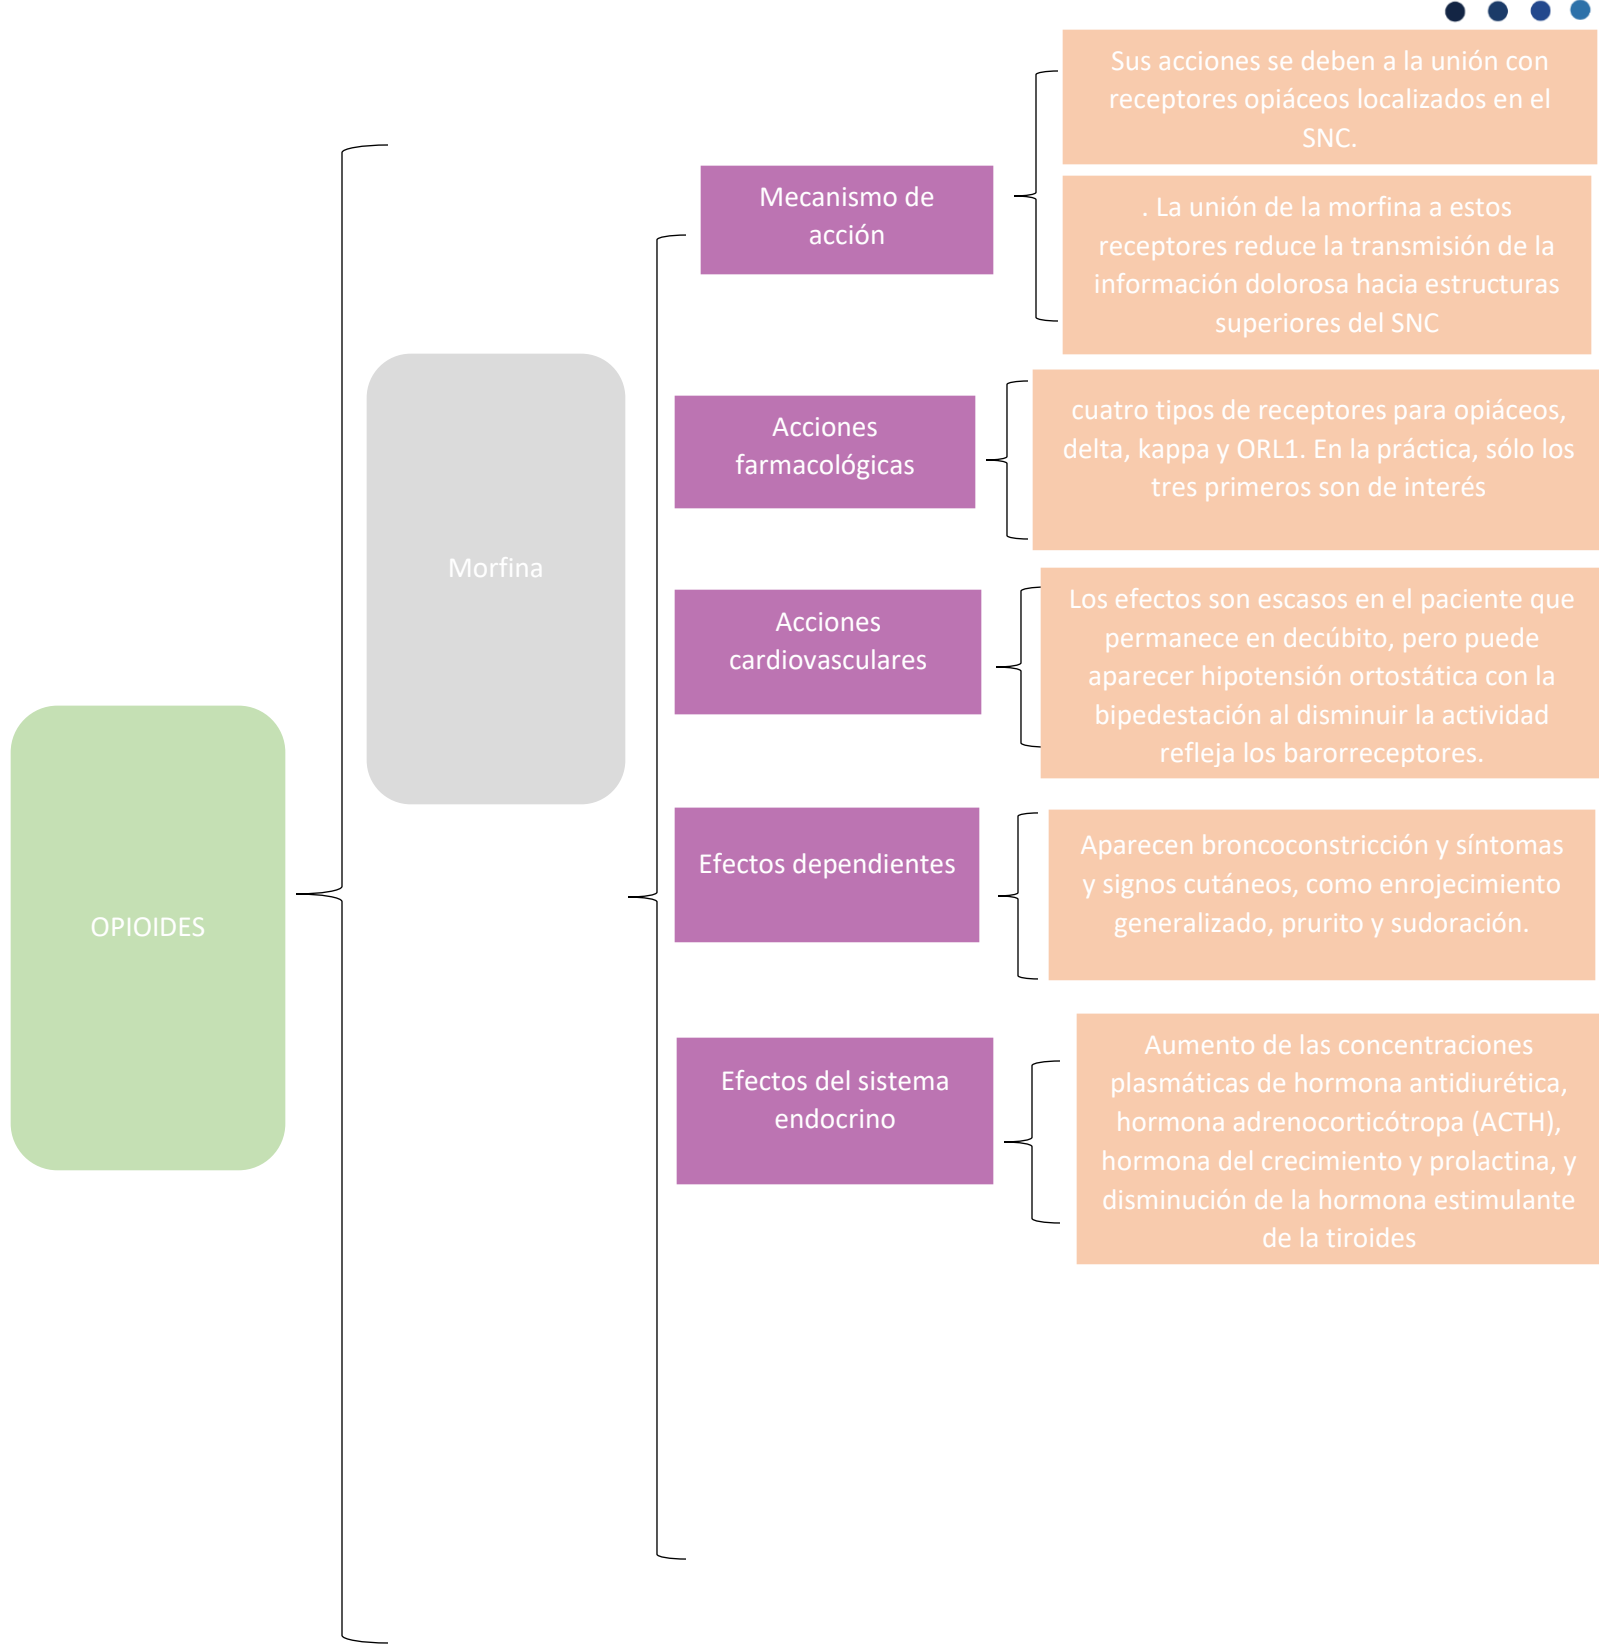 OPIOIDES
Morfina
Mecanismo de
acción
Sus acciones se deben a la unión con
receptores opiáceos localizados en el
SNC.
. La unión de la morfina a estos
receptores reduce la transmisión de la
información dolorosa hacia estructuras
superiores del SNC
Acciones
farmacológicas
cuatro tipos de receptores para opiáceos,
delta, kappa y ORL1. En la práctica, sólo los
tres primeros son de interés
Acciones
cardiovasculares
Los efectos son escasos en el paciente que
permanece en decúbito, pero puede
aparecer hipotensión ortostática con la
bipedestación al disminuir la actividad
refleja los barorreceptores.
Efectos dependientes
Aparecen broncoconstricción y síntomas
y signos cutáneos, como enrojecimiento
generalizado, prurito y sudoración.
Efectos del sistema
endocrino
Aumento de las concentraciones
plasmáticas de hormona antidiurética,
hormona adrenocorticótropa (ACTH),
hormona del crecimiento y prolactina, y
disminución de la hormona estimulante
de la tiroides